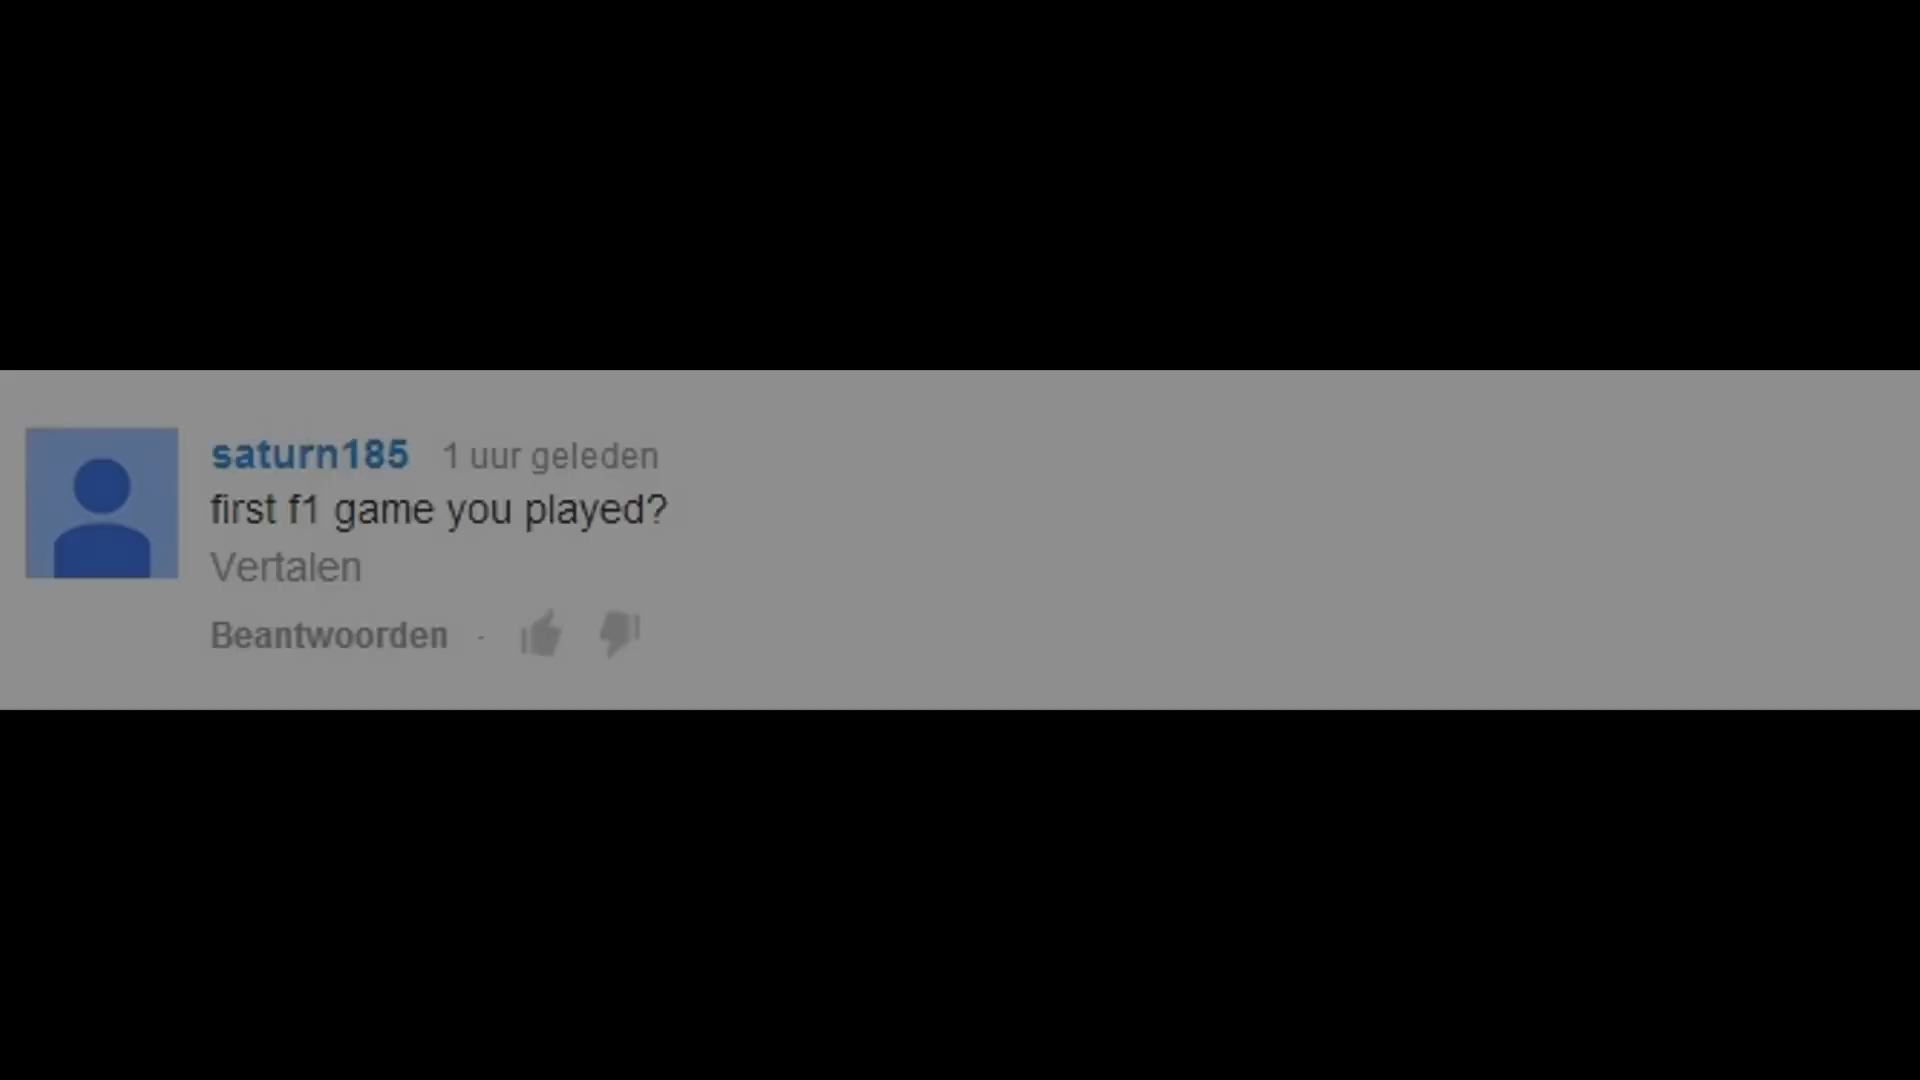 saturn185 1 uur geleden
first f1 game you played?
Vertalen
Beantwoorden ·